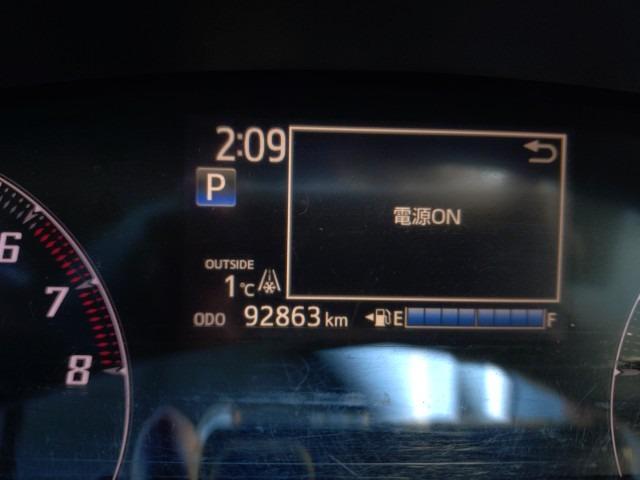 2:09
P
電源ON
6
OUTSIDE
1℃
7
ODO 92863 km
E F
8